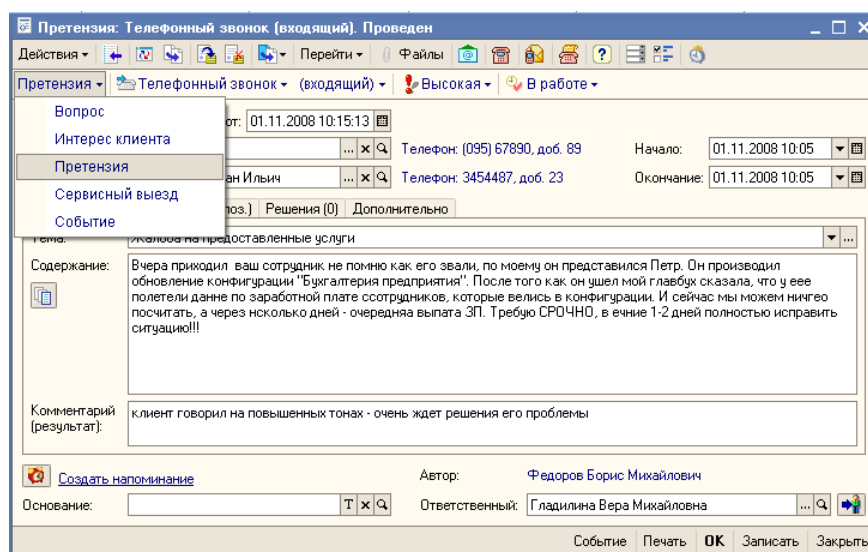 Претензия: Телефонный звонок (входящий). Проведен
Действия Перейти Файлы
Претензия Телефонный звонок (входящий) Высокая В работе
Вопрос
от: 01.11.2008 10:15:13
Интерес клиента
Телефон: (095) 67890, доб. 89 Начало: 01.11.2008 10:05
Претензия
Сервисный выезд
ан Ильич Телефон: 3454487, доб. 23 Окончание: 01.11.2008 10:05
Событие
поз.) Решения (0) Дополнительно
Тема: Жалоба на предоставленные услуги
Содержание:
Вчера приходил ваш сотрудник не помню как его звали, по моему он представился Петр. Он производил
обновление конфигурации "Бухгалтерия предприятия". После того как он ушел мой главбух сказала, что у еее
полетели данне по заработной плате ссотрудников, которые велись в конфигурации. И сейчас мы можем ничгео
посчитать, а через нсколько дней - очередняа выпата ЗП. Требую СРОЧНО, в ечние 1-2 дней полностью исправить
ситуацию!!!
Комментарий
(результат):
клиент говорил на повышенных тонах - очень ждет решения его проблемы
Создать напоминание Автор: Федоров Борис Михайлович
Основание: T Ответственный: Гладилина Вера Михайловна
Событие Печать OK Записать Закрыть